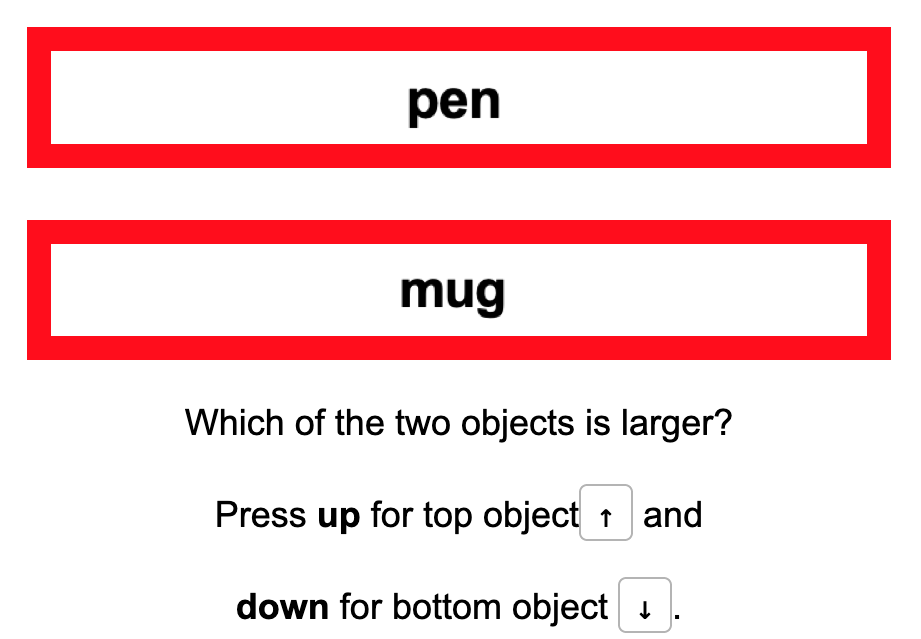 pen
mug
Which of the two objects is larger?
Press up for top object ↑ and
down for bottom object ↓.